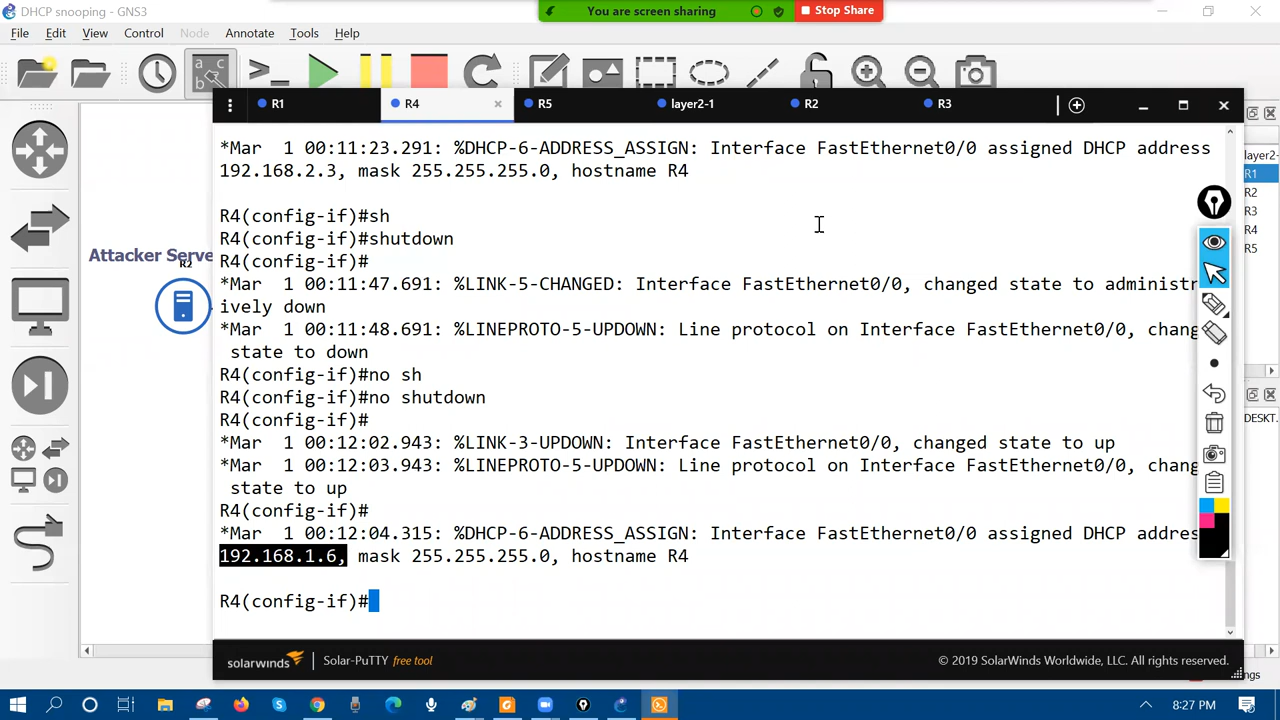 DHCP snooping - GNS3
You are screen sharing
Stop Share
File Edit View Control Node Annotate Tools Help
R1 R4 R5 layer2-1 R2 R3
*Mar  1 00:11:23.291: %DHCP-6-ADDRESS_ASSIGN: Interface FastEthernet0/0 assigned DHCP address
192.168.2.3, mask 255.255.255.0, hostname R4
R4(config-if)#sh
R4(config-if)#shutdown
R4(config-if)#
*Mar  1 00:11:47.691: %LINK-5-CHANGED: Interface FastEthernet0/0, changed state to administr
ively down
*Mar  1 00:11:48.691: %LINEPROTO-5-UPDOWN: Line protocol on Interface FastEthernet0/0, chang
state to down
R4(config-if)#no sh
R4(config-if)#no shutdown
R4(config-if)#
*Mar  1 00:12:02.943: %LINK-3-UPDOWN: Interface FastEthernet0/0, changed state to up
*Mar  1 00:12:03.943: %LINEPROTO-5-UPDOWN: Line protocol on Interface FastEthernet0/0, chang
state to up
R4(config-if)#
*Mar  1 00:12:04.315: %DHCP-6-ADDRESS_ASSIGN: Interface FastEthernet0/0 assigned DHCP addres
192.168.1.6, mask 255.255.255.0, hostname R4
R4(config-if)#
solarwinds Solar-PuTTY free tool
© 2019 SolarWinds Worldwide, LLC. All rights reserved.
Attacker Serve
R2
layer2
R1
R2
R3
R4
R5
DESKT.
ngs
8:27 PM